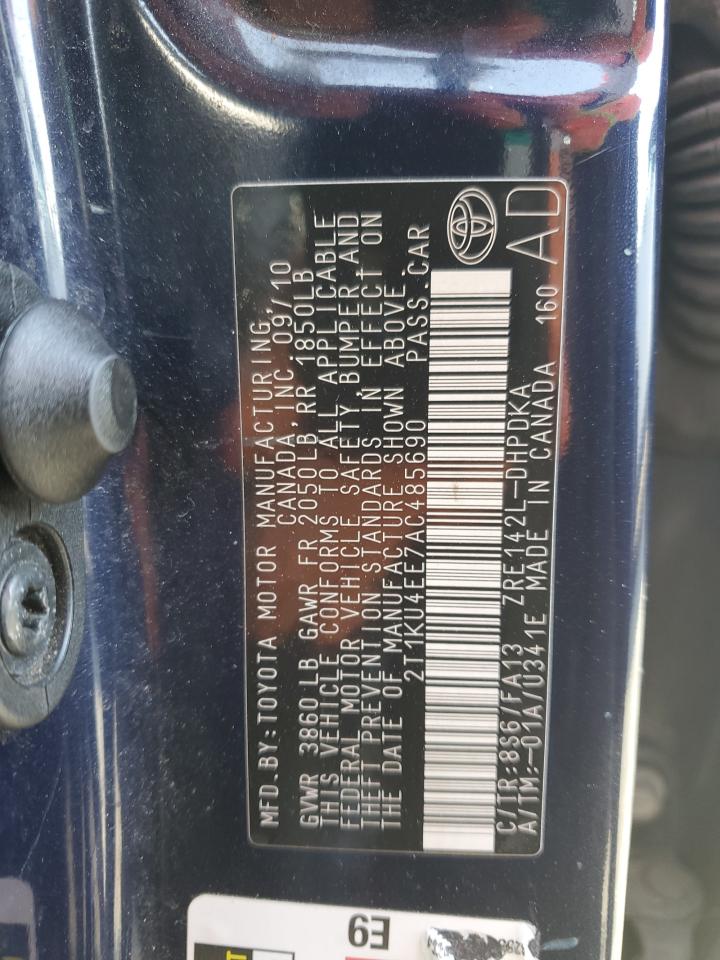 MFD.BY:TOYOTA MOTOR MANUFACTURING,
CANADA,INC 09/10
GVWR 3860LB GAWR FR 2050LB RR 1850LB
THIS VEHICLE CONFORMS TO ALL APPLICABLE
FEDERAL MOTOR VEHICLE SAFETY, BUMPER, AND
THEFT PREVENTION STANDARDS IN EFFECT ON
THE DATE OF MANUFACTURE SHOWN ABOVE.
2T1KU4EE7AC485690 PASS.CAR
C/TR:8S6/FA13 ZRE142L-DHPDKA
A/TM:-01A/U341E MADE IN CANADA 160
AD
E9